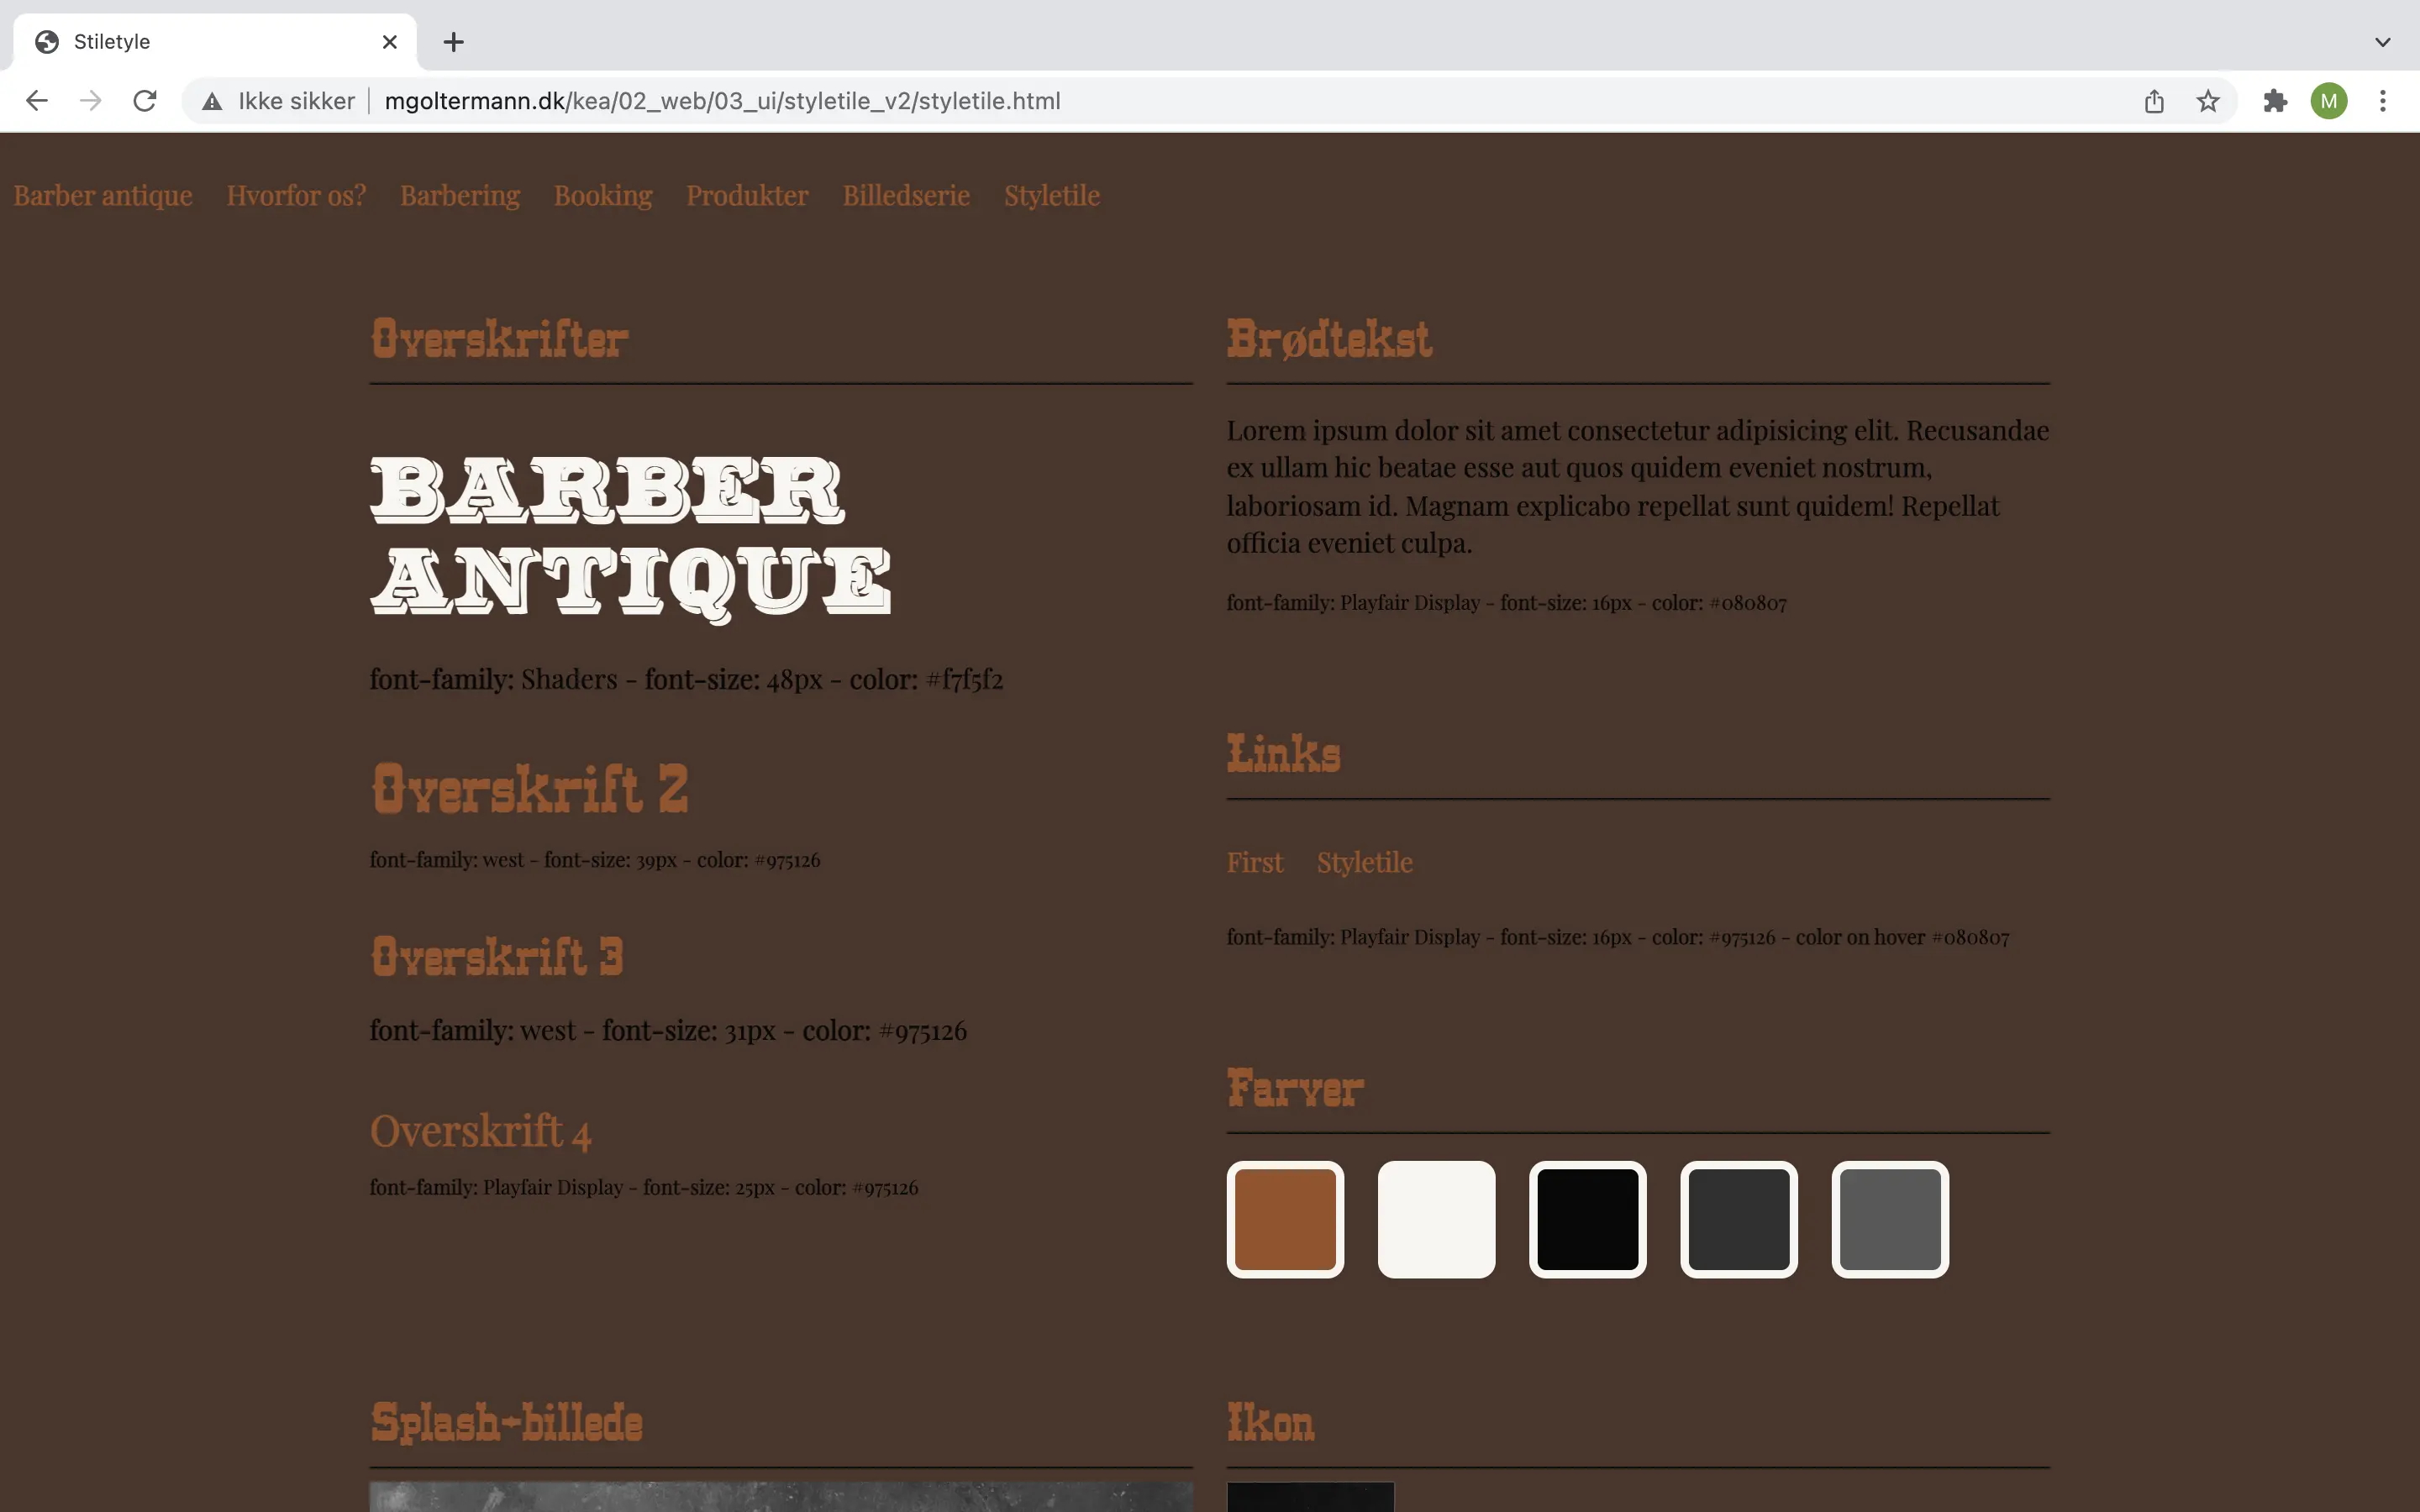 Stiletyle
Ikke sikker
mgoltermann.dk/kea/02_web/03_ui/styletile_v2/styletile.html
M
Barber antique Hvorfor os? Barbering Booking Produkter Billedserie Styletile
Overskrifter
BARBER
ANTIQUE
font-family: Shaders - font-size: 48px - color: #f7f5f2
Overskrift 2
font-family: west - font-size: 39px - color: #975126
Overskrift 3
font-family: west - font-size: 31px - color: #975126
Overskrift 4
font-family: Playfair Display - font-size: 25px - color: #975126
Brødtekst
Lorem ipsum dolor sit amet consectetur adipisicing elit. Recusandae
ex ullam hic beatae esse aut quos quidem eveniet nostrum,
laboriosam id. Magnam explicabo repellat sunt quidem! Repellat
officia eveniet culpa.
font-family: Playfair Display - font-size: 16px - color: #080807
Links
First Styletile
font-family: Playfair Display - font-size: 16px - color: #975126 - color on hover #080807
Farver
Splash-billede
Ikon